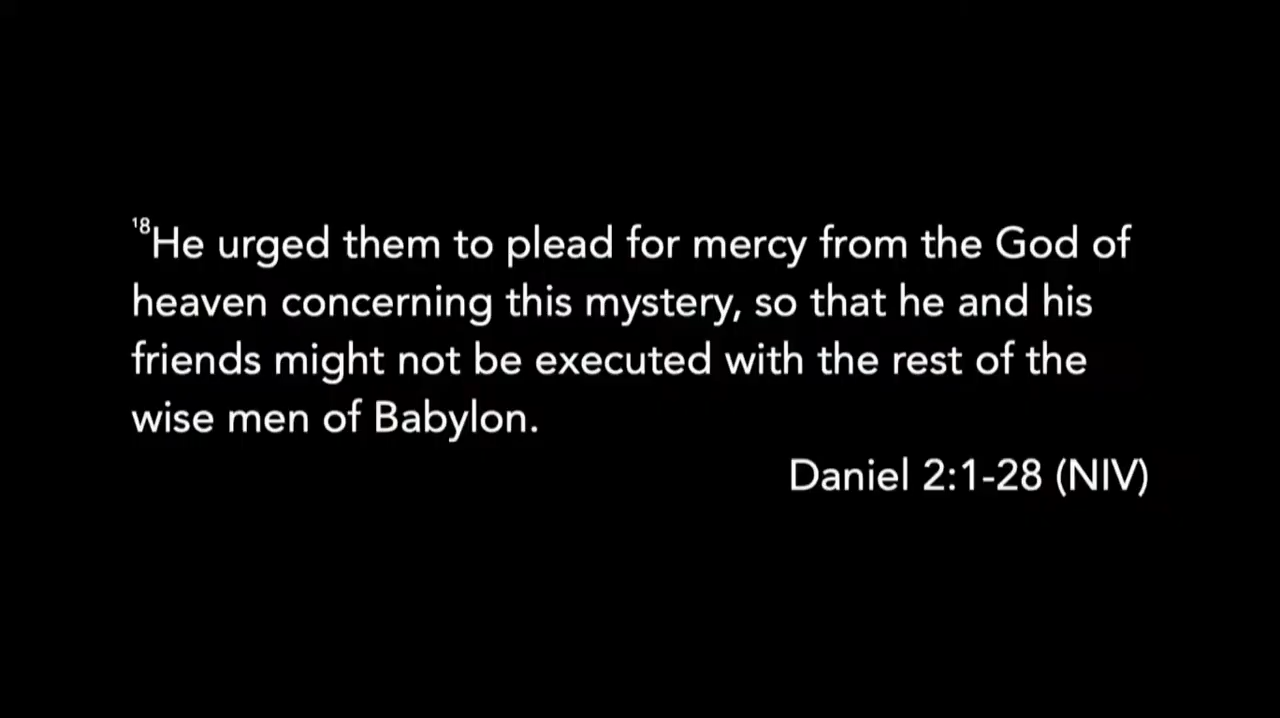 ¹⁸He urged them to plead for mercy from the God of
heaven concerning this mystery, so that he and his
friends might not be executed with the rest of the
wise men of Babylon.
Daniel 2:1-28 (NIV)